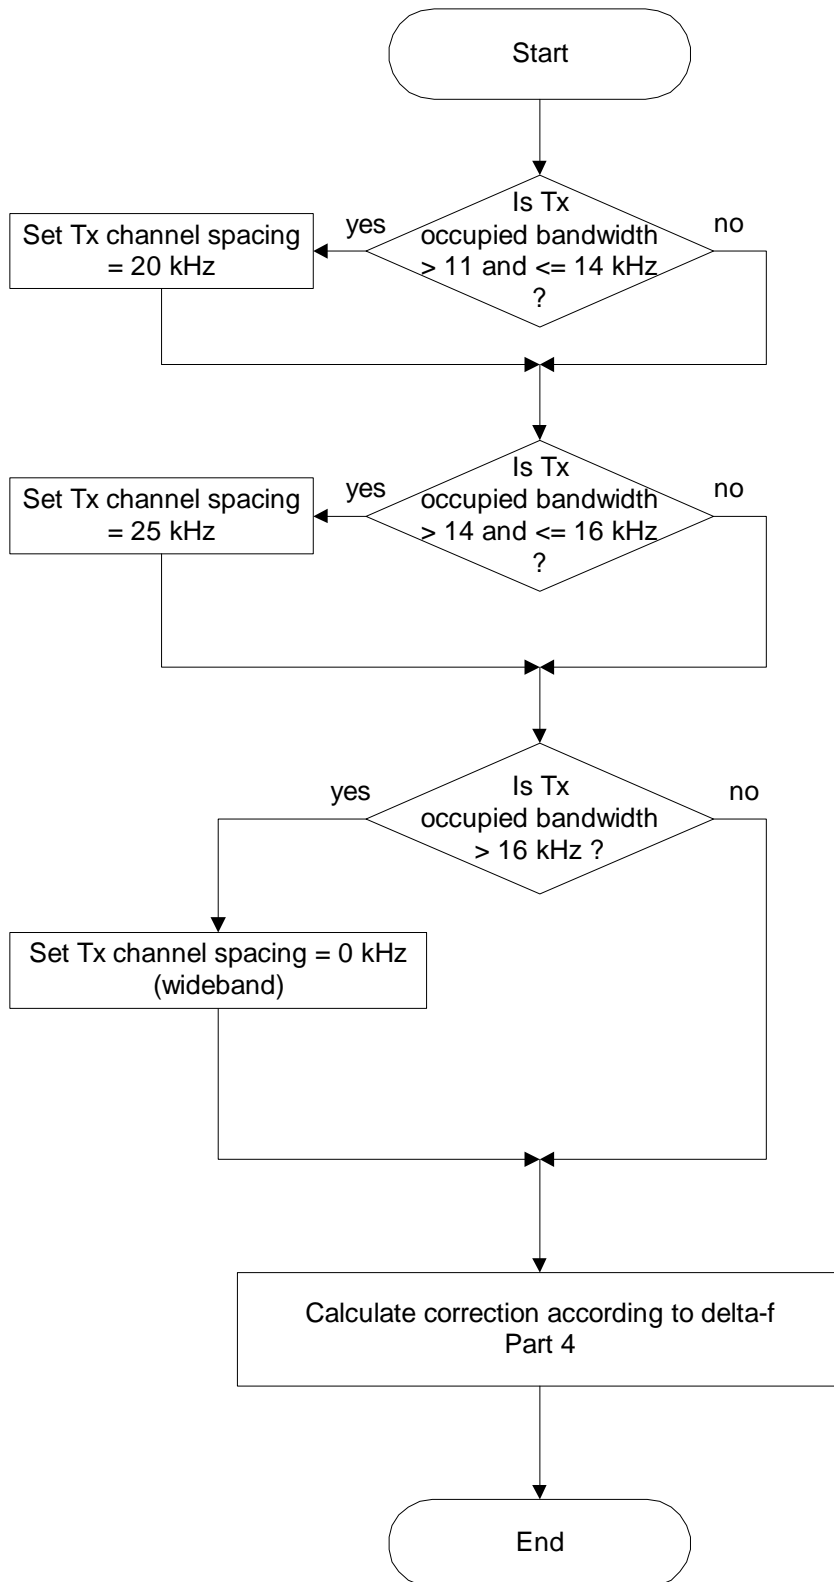 Start
Is Tx
occupied bandwidth
> 11 and <= 14 kHz
?
yes
no
Set Tx channel spacing
= 20 kHz
Is Tx
occupied bandwidth
> 14 and <= 16 kHz
?
yes
no
Set Tx channel spacing
= 25 kHz
Is Tx
occupied bandwidth
> 16 kHz ?
yes
no
Set Tx channel spacing = 0 kHz
(wideband)
Calculate correction according to delta-f
Part 4
End